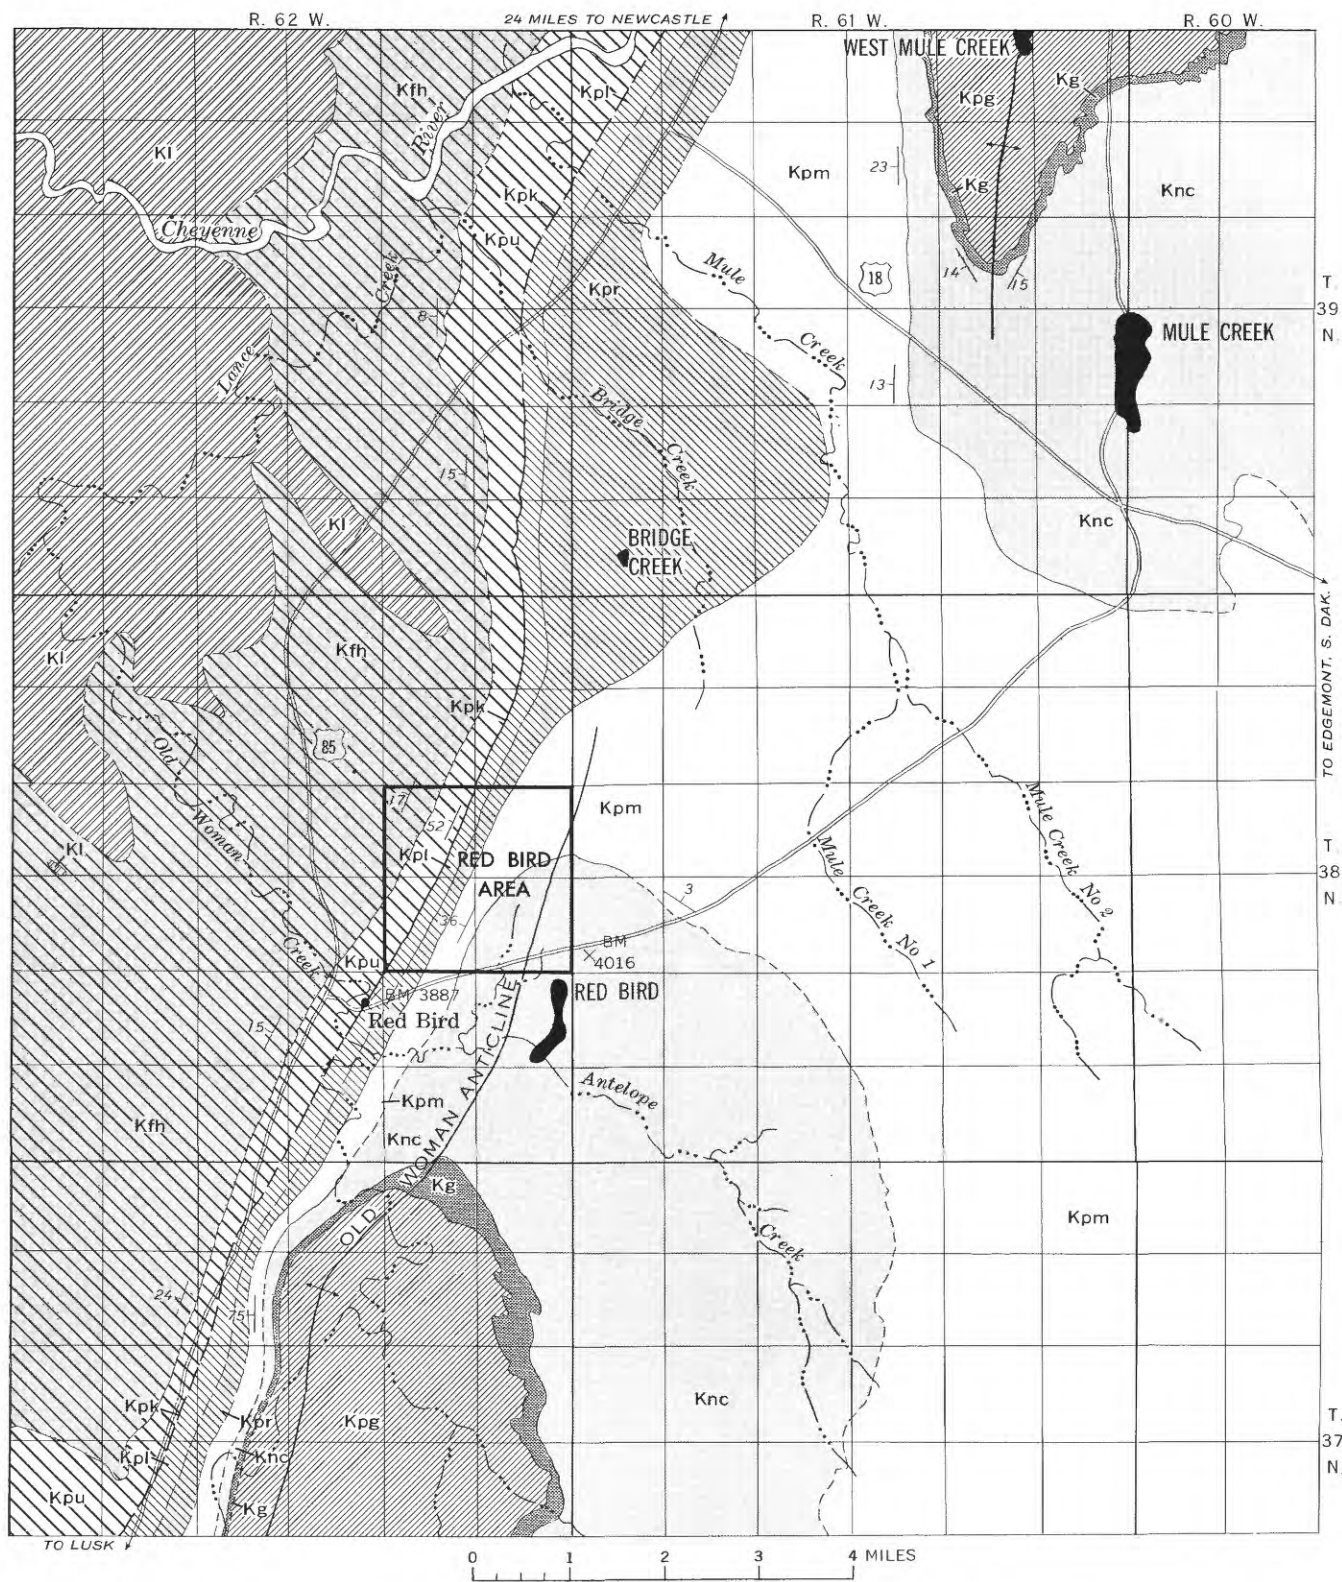 R. 62 W.
24 MILES TO NEWCASTLE
R. 61 W.
R. 60 W.
WEST MULE CREEK
Kfh
Kpl
Kg
Kpg
River
Kl
Kpm
23
Knc
Kpk
Kg
Cheyenne
Kpu
Mule
14
15
18
T.
39
N.
Creek
Kpr
8
Creek
MULE CREEK
Lance
13
Bridge
Creek
15
Kl
Knc
BRIDGE
CREEK
TO EDGEMONT, S. DAK.
Kfh
Kl
Kpk
Old
85
Woman
17
Kpm
Mule Creek No 2
52
Kl
Kpl
RED BIRD
AREA
Mule Creek No 1
T.
38
N.
3
36
Creek
BM
4016
Kpu
BM 3887
RED BIRD
Red Bird
15
Antelope
Kpm
Kfh
Knc
OLD WOMAN ANTICLINE
Kg
Creek
Kpm
24
75
Kpk
Kpr
Kpg
Knc
T.
37
N.
Kpl
Knc
Kpu
Kg
TO LUSK
0 1 2 3 4 MILES